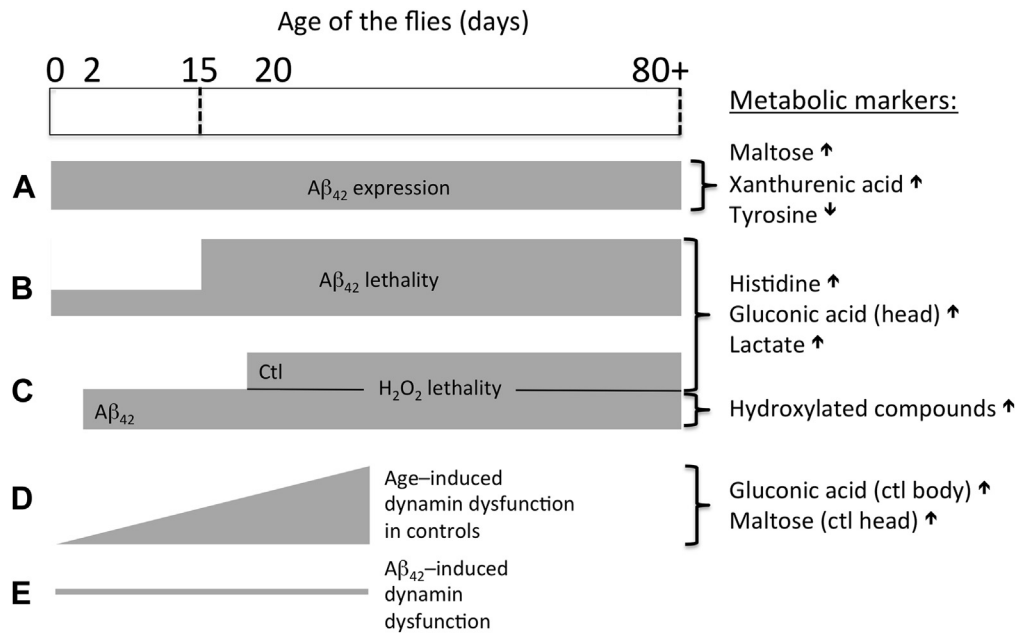 Age of the flies (days)
0 2 15 20 80+
Metabolic markers:
A
Aβ42 expression
Maltose ↑
Xanthurenic acid ↑
Tyrosine ↓
B
Aβ42 lethality
Histidine ↑
Gluconic acid (head) ↑
Lactate ↑
C
Ctl
H2O2 lethality
Aβ42
Hydroxylated compounds ↑
D
Age–induced
dynamin dysfunction
in controls
Gluconic acid (ctl body) ↑
Maltose (ctl head) ↑
E
Aβ42–induced
dynamin
dysfunction